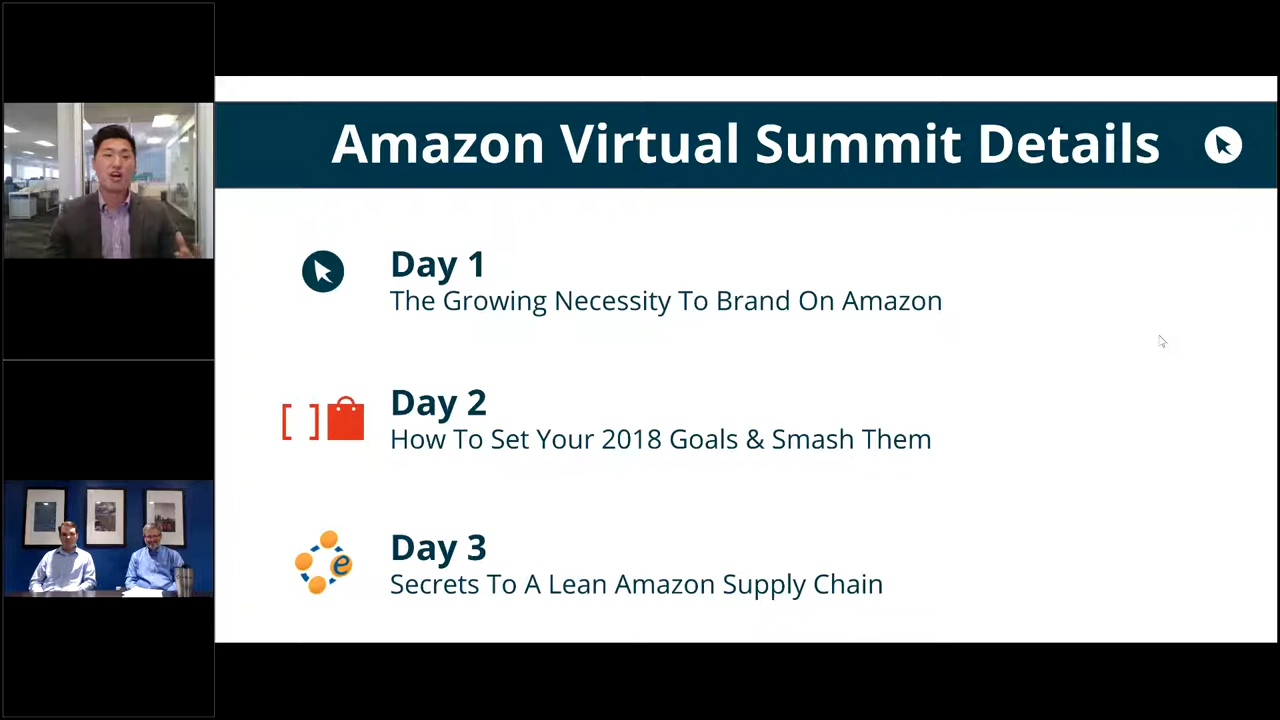 Amazon Virtual Summit Details
Day 1
The Growing Necessity To Brand On Amazon
[ ]
Day 2
How To Set Your 2018 Goals & Smash Them
e
Day 3
Secrets To A Lean Amazon Supply Chain